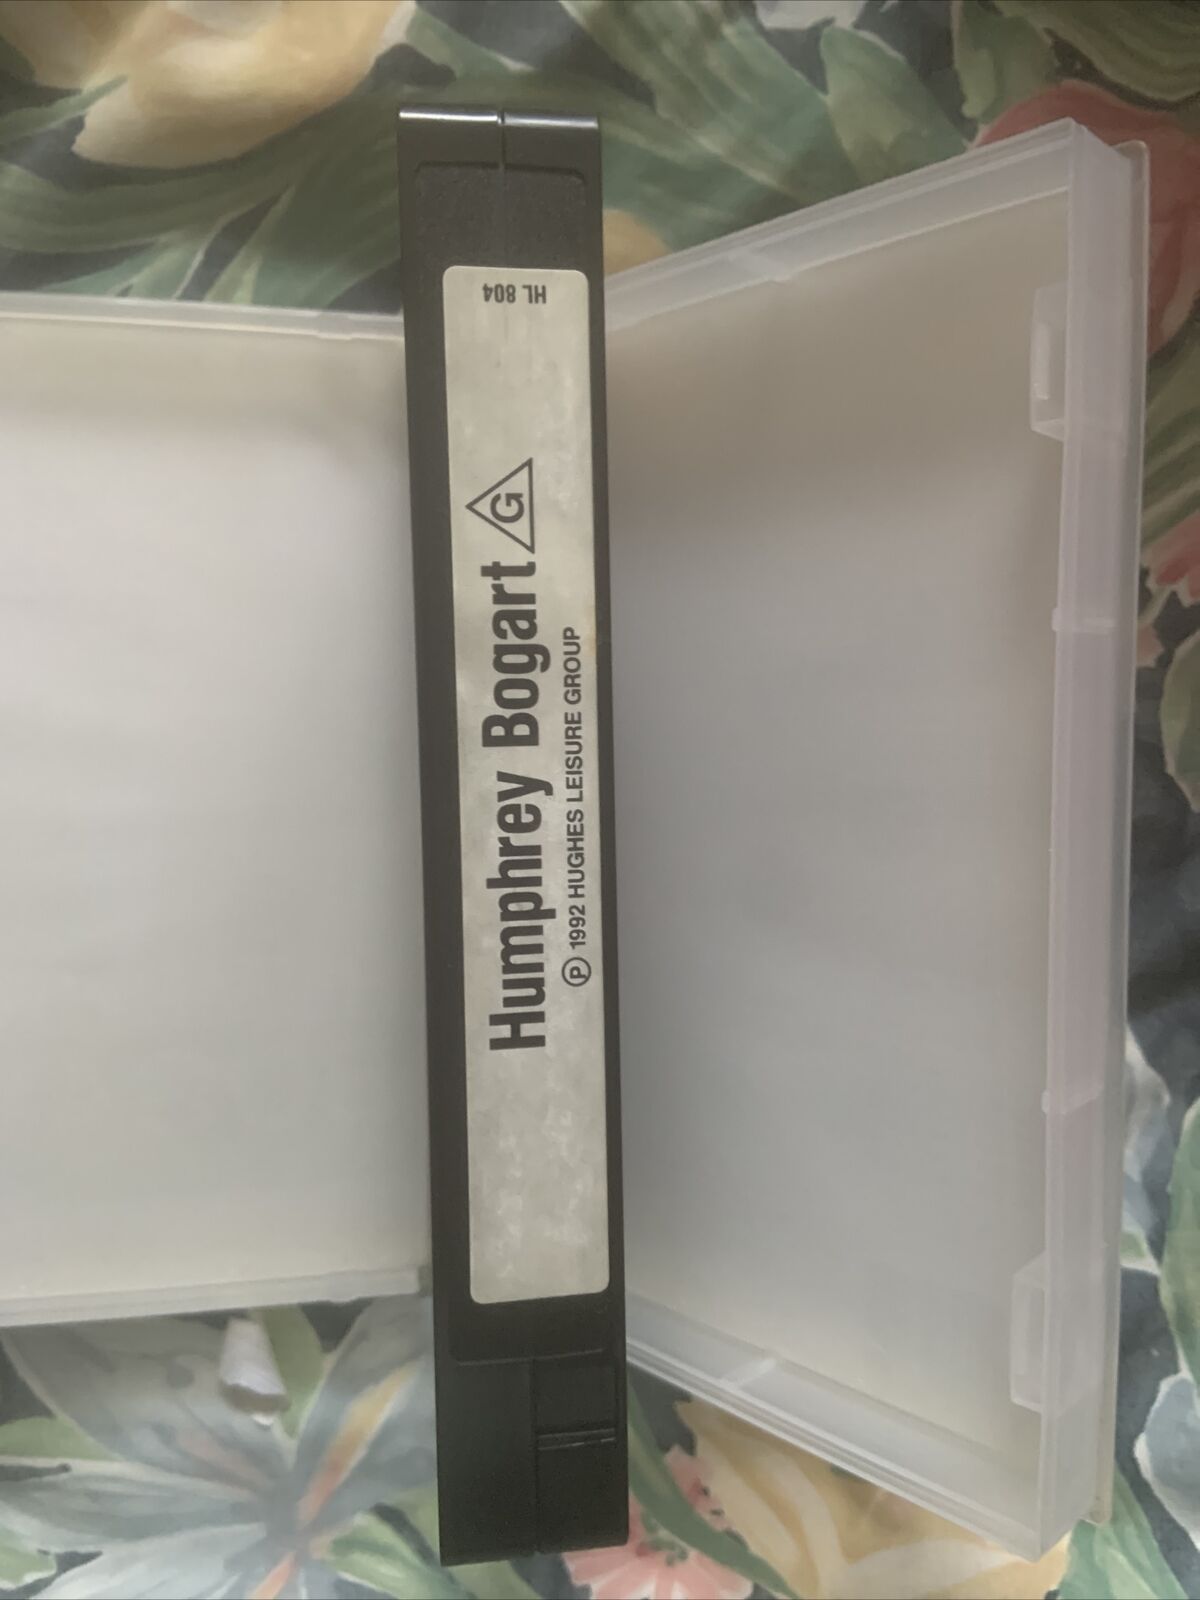 HL 804
Humphrey Bogart G
℗ 1992 HUGHES LEISURE GROUP